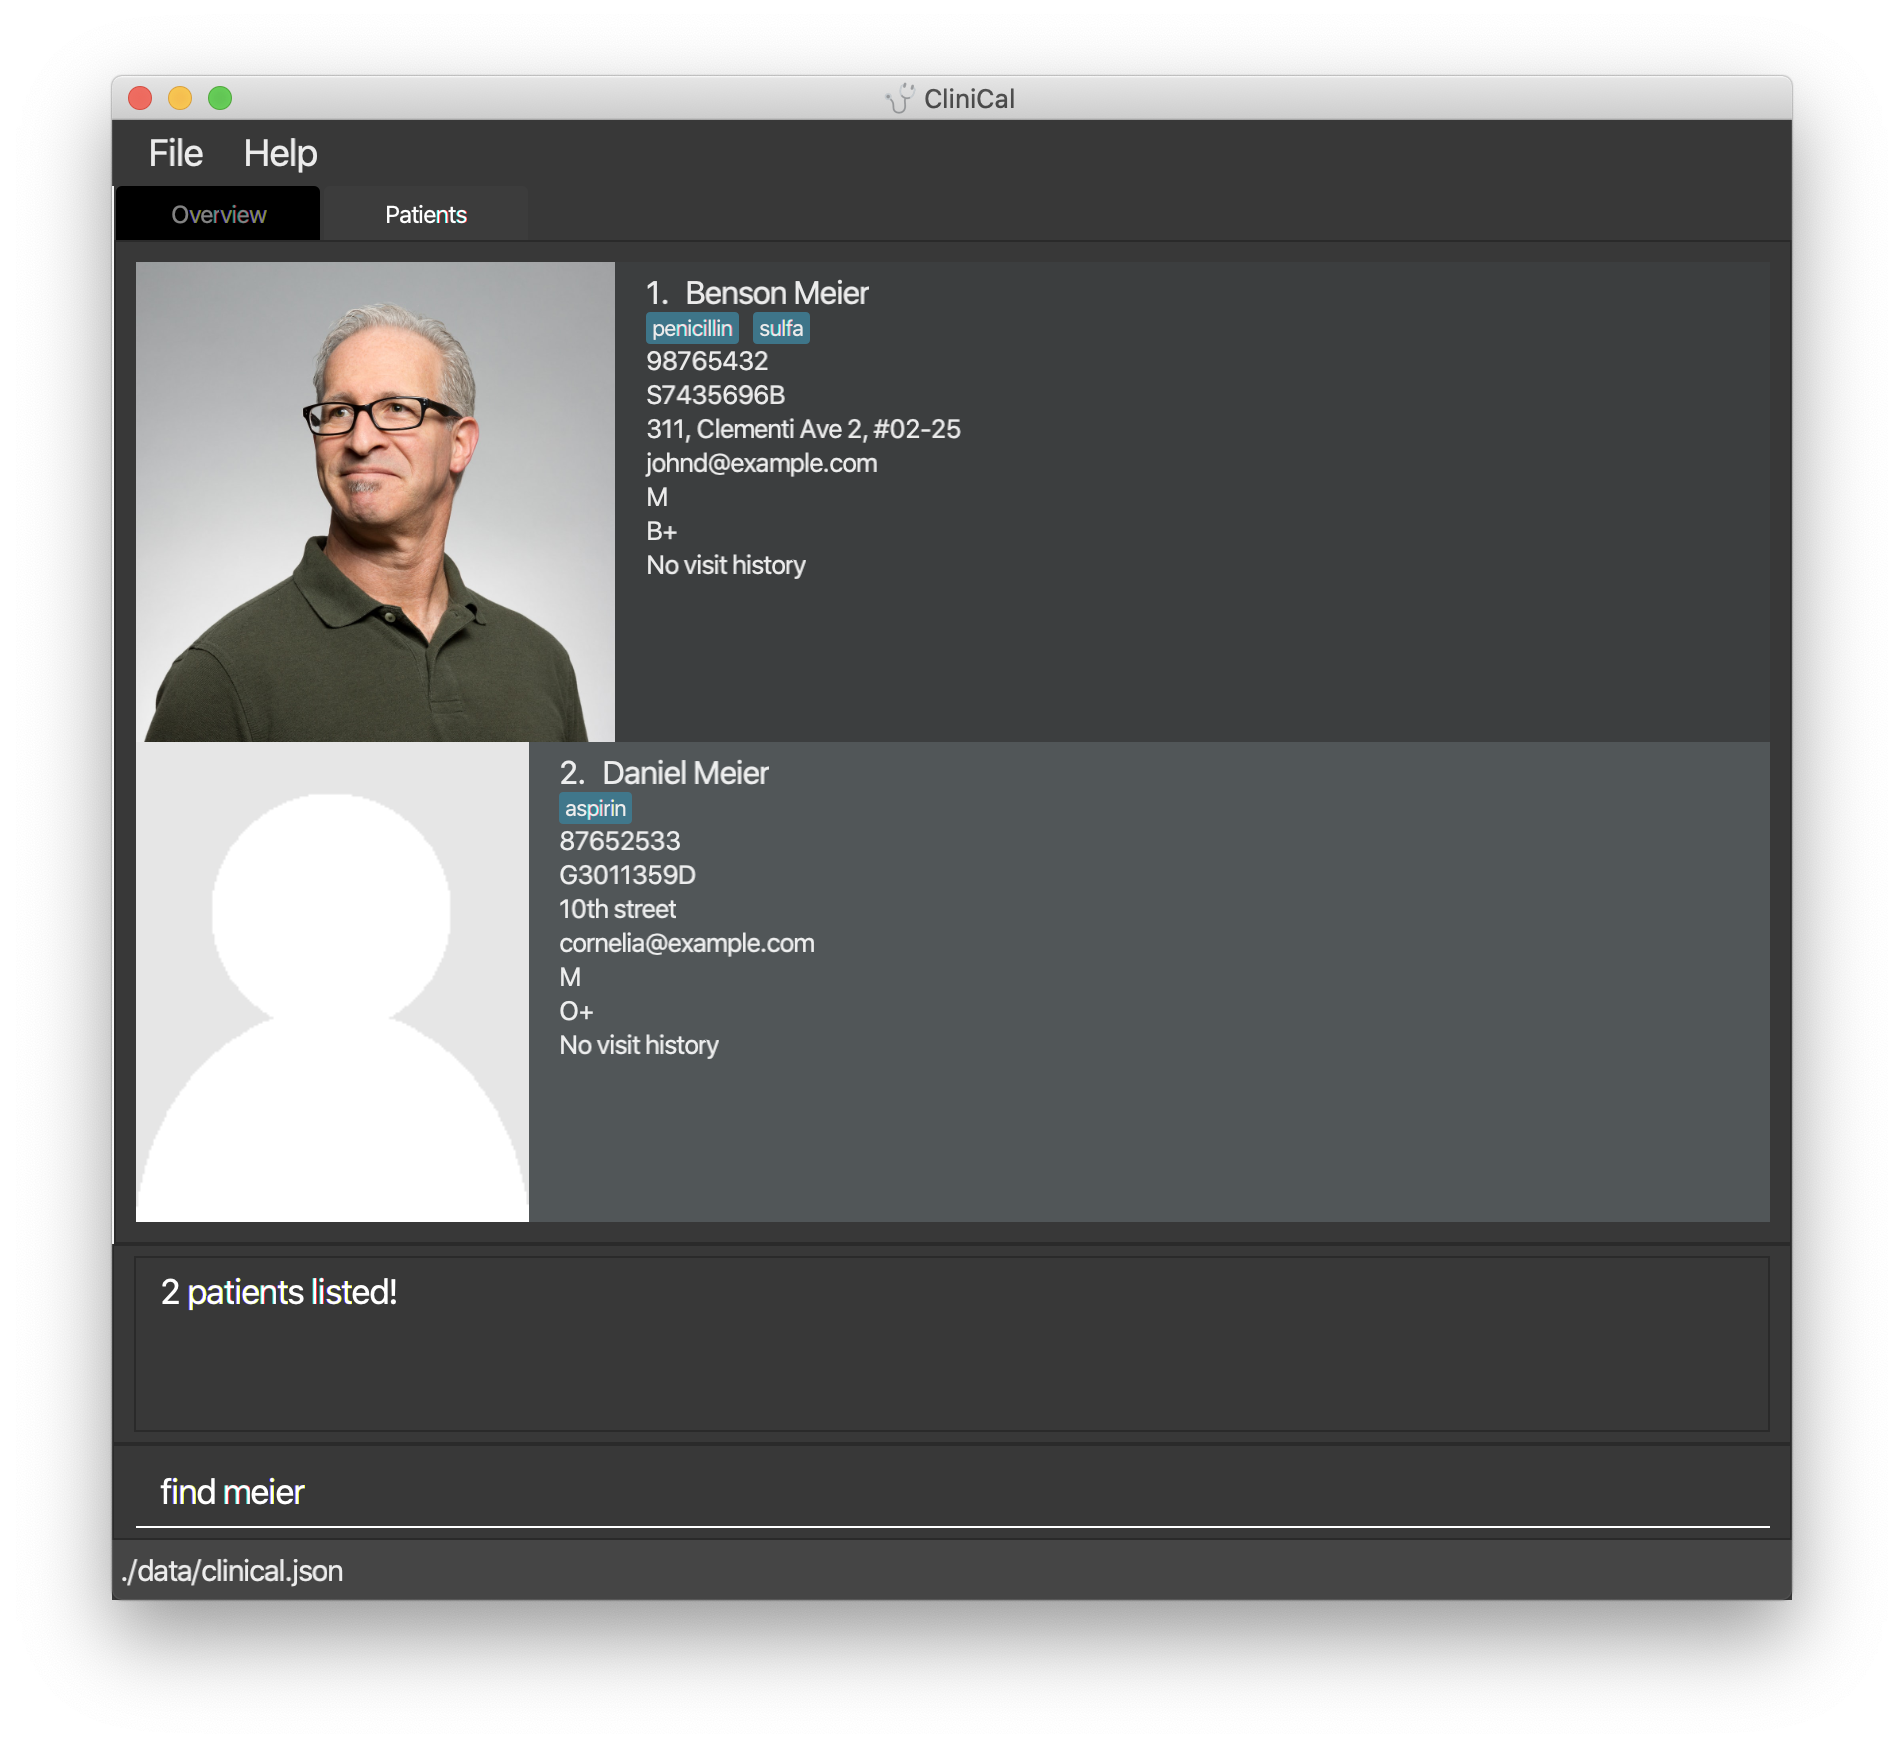 CliniCal
File Help
Overview Patients
1. Benson Meier
penicillin sulfa
98765432
S7435696B
311, Clementi Ave 2, #02-25
johnd@example.com
M
B+
No visit history
2. Daniel Meier
aspirin
87652533
G3011359D
10th street
cornelia@example.com
M
O+
No visit history
2 patients listed!
find meier
./data/clinical.json